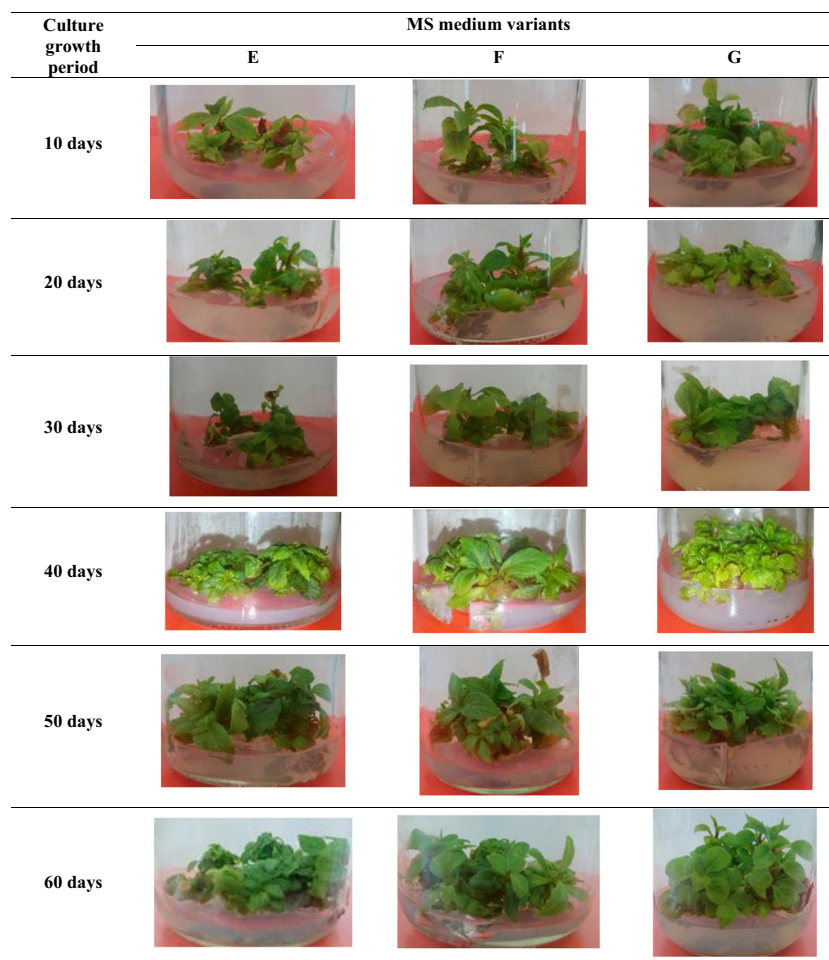 Culture
growth
period
MS medium variants
E
F
G
10 days
20 days
30 days
40 days
50 days
60 days